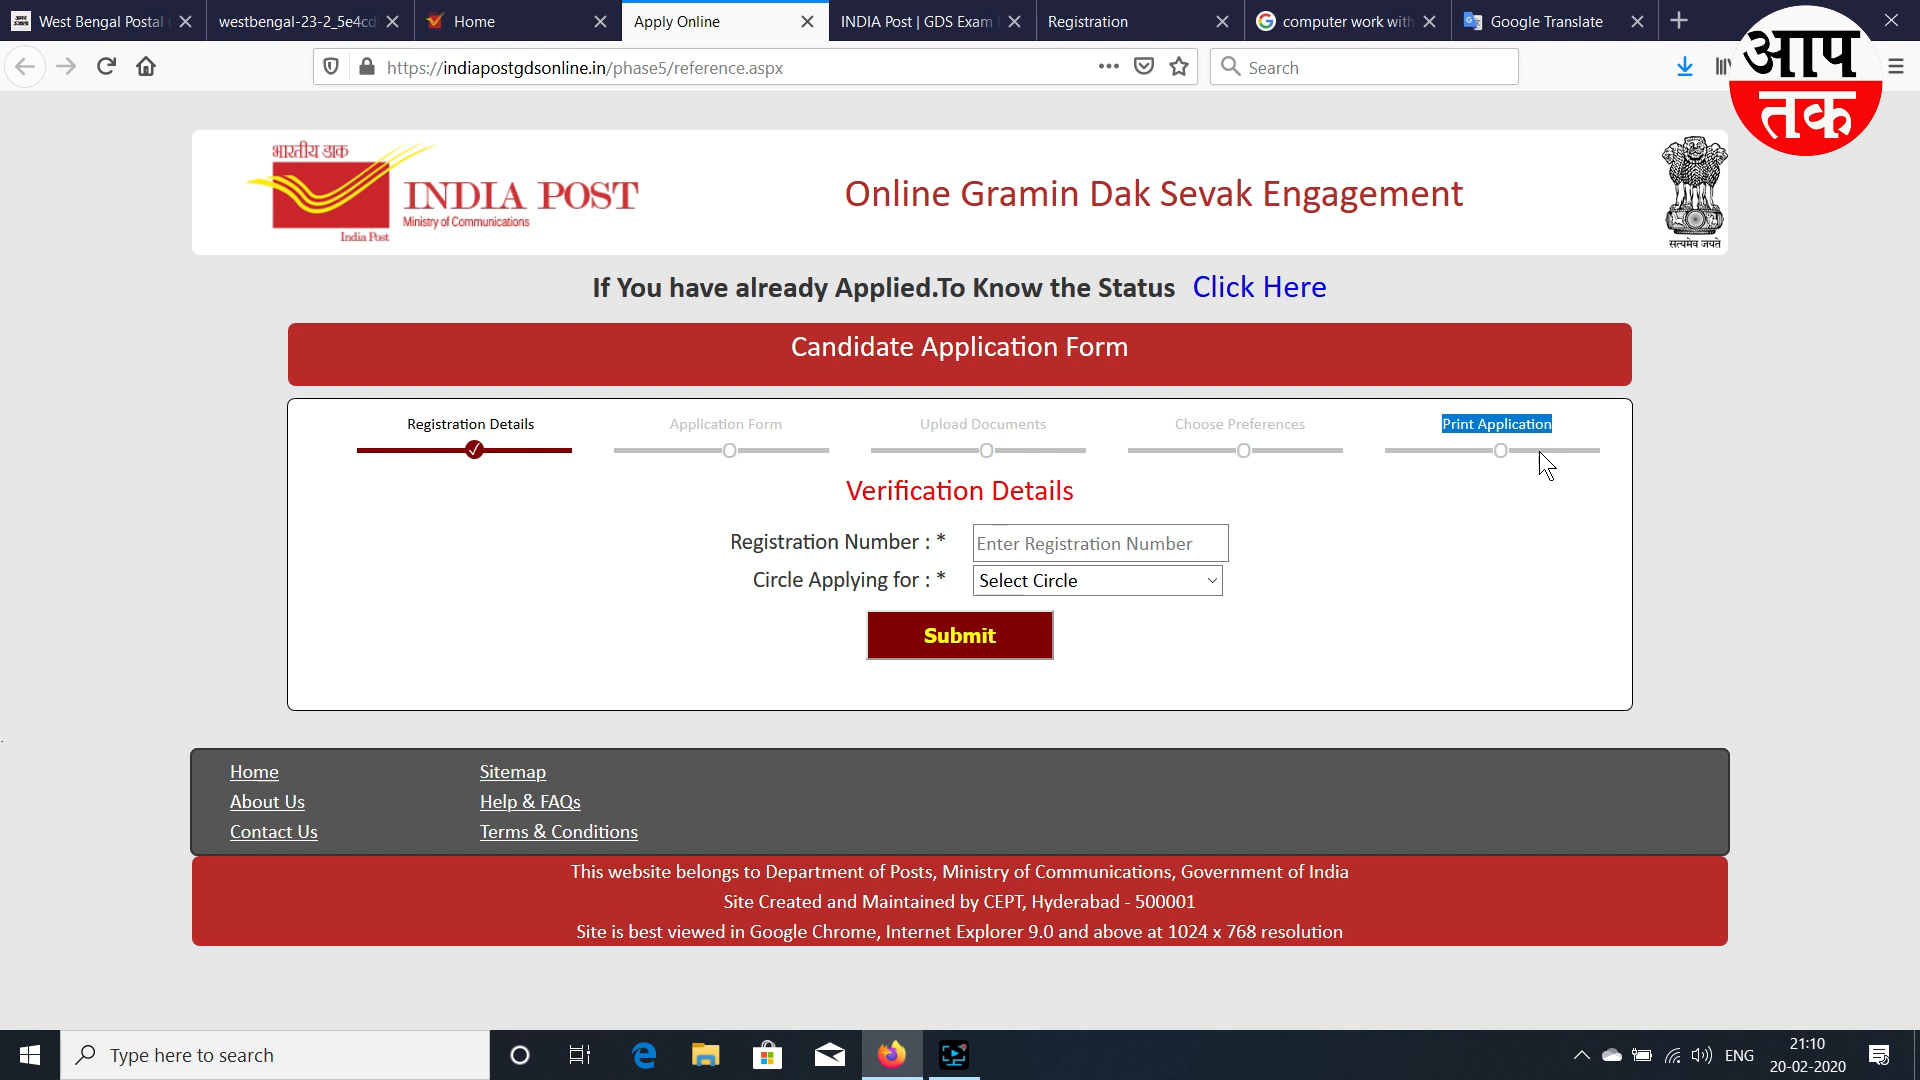 West Bengal Postal
westbengal-23-2_5e4cd
Home
Apply Online
INDIA Post | GDS Exam
Registration
computer work with
Google Translate
https://indiapostgdsonline.in/phase5/reference.aspx
Search
आप
तक
भारतीय डाक
INDIA POST
Ministry of Communications
India Post
Online Gramin Dak Sevak Engagement
सत्यमेव जयते
If You have already Applied.To Know the Status Click Here
Candidate Application Form
Registration Details
Application Form
Upload Documents
Choose Preferences
Print Application
Verification Details
Registration Number : *
Enter Registration Number
Circle Applying for : *
Select Circle
Submit
Home
Sitemap
About Us
Help & FAQs
Contact Us
Terms & Conditions
This website belongs to Department of Posts, Ministry of Communications, Government of India
Site Created and Maintained by CEPT, Hyderabad - 500001
Site is best viewed in Google Chrome, Internet Explorer 9.0 and above at 1024 x 768 resolution
Type here to search
ENG
21:10
20-02-2020